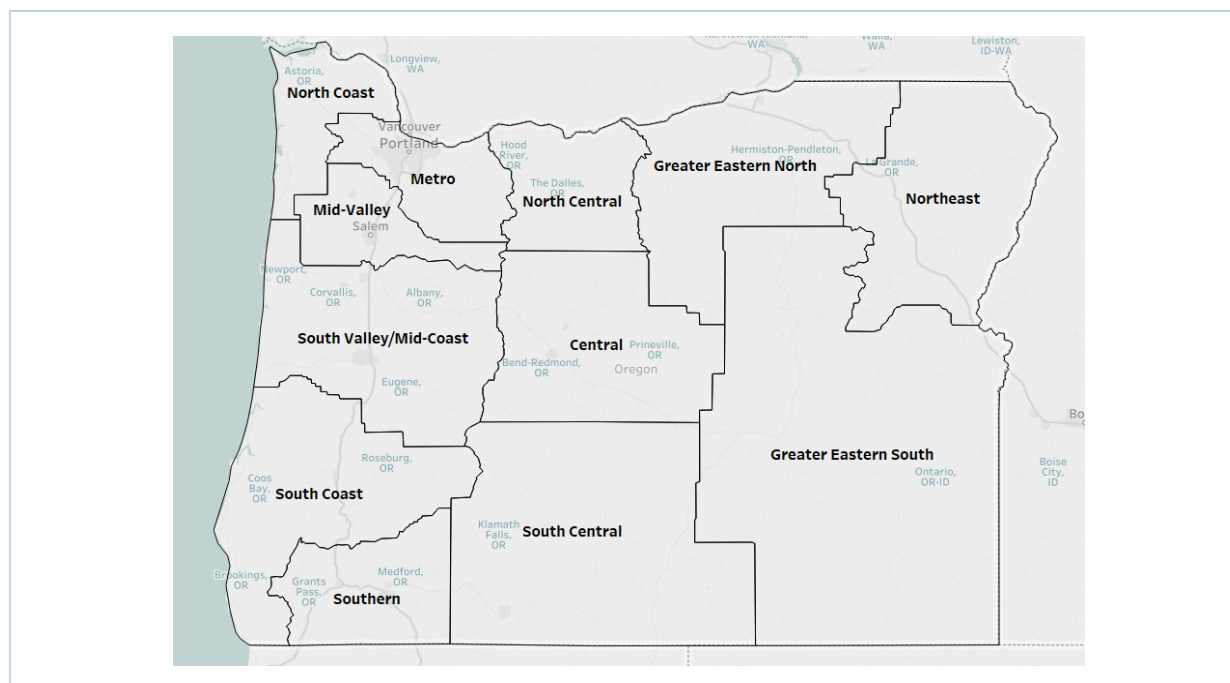 Lewiston,
ID-WA
WA
WA
Longview,
WA
Astoria,
OR
North Coast
Vancouver
Portland
Hood
River,
OR
Hermiston-Pendleton,
OR
Greater Eastern North
La Grande,
OR
Metro
The Dalles,
OR
North Central
Northeast
Mid-Valley
Salem
Newport,
OR
Corvallis,
OR
Albany,
OR
South Valley/Mid-Coast
Central
Prineville,
OR
Bend-Redmond,
OR
Oregon
Eugene,
OR
Greater Eastern South
Roseburg,
OR
Coos
Bay,
OR
South Coast
Ontario,
OR-ID
Boise
City,
ID
Klamath
Falls,
OR
South Central
Brookings,
OR
Grants
Pass,
OR
Medford,
OR
Southern